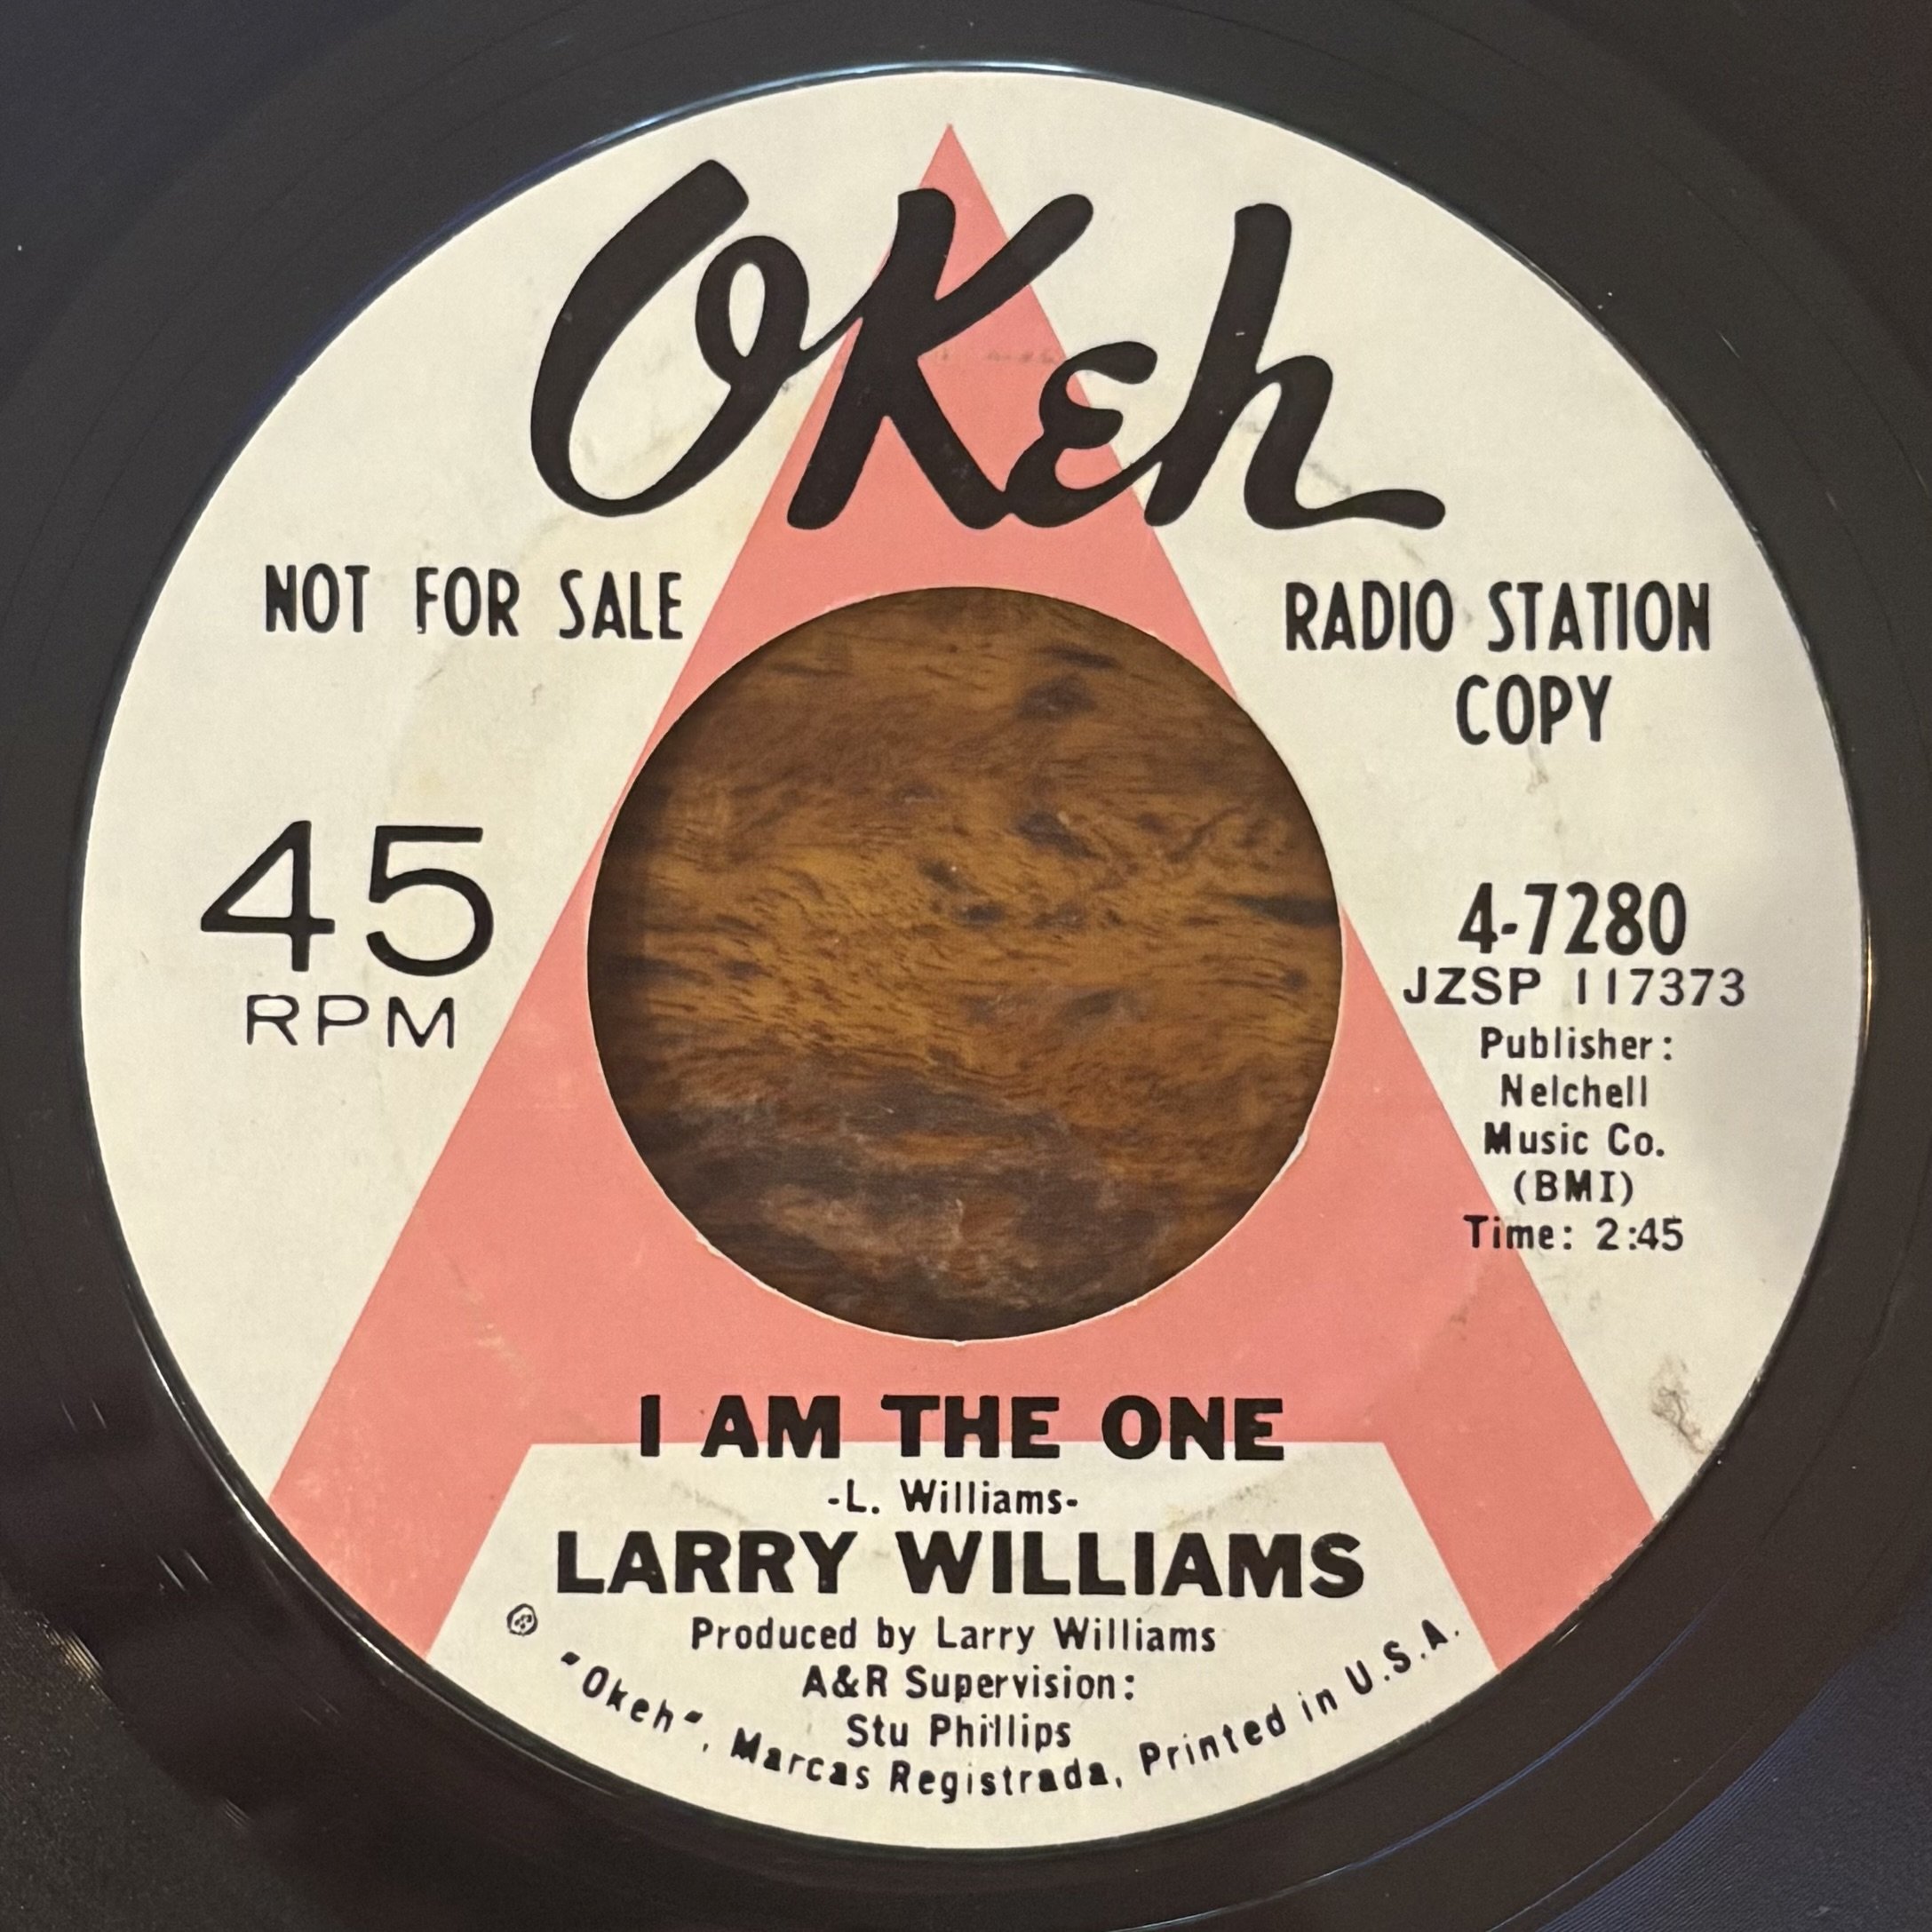 OKeh
NOT FOR SALE
RADIO STATION
COPY
45
RPM
4-7280
JZSP 117373
Publisher:
Nelchell
Music Co.
(BMI)
Time: 2:45
I AM THE ONE
-L. Williams-
LARRY WILLIAMS
Produced by Larry Williams
A&R Supervision:
Stu Phillips
"Okeh", Marcas Registrada, Printed in U.S.A.